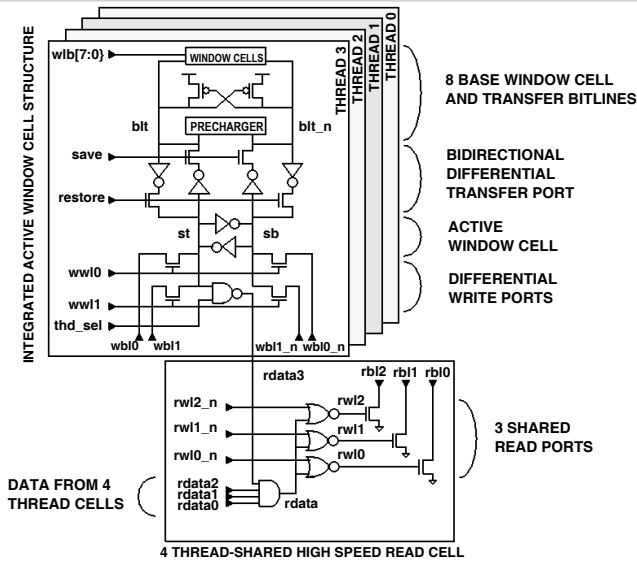 INTEGRATED ACTIVE WINDOW CELL STRUCTURE
THREAD 3
THREAD 2
THREAD 1
THREAD 0
wlb[7:0]
WINDOW CELLS
blt
PRECHARGER
blt_n
save
restore
st
sb
wwl0
wwl1
thd_sel
wbl0
wbl1
wbl1_n
wbl0_n
8 BASE WINDOW CELL
AND TRANSFER BITLINES
BIDIRECTIONAL
DIFFERENTIAL
TRANSFER PORT
ACTIVE
WINDOW CELL
DIFFERENTIAL
WRITE PORTS
rdata3
rbl2
rbl1
rbl0
rwl2_n
rwl2
rwl1_n
rwl1
rwl0_n
rwl0
rdata2
rdata1
rdata0
rdata
3 SHARED
READ PORTS
DATA FROM 4
THREAD CELLS
4 THREAD-SHARED HIGH SPEED READ CELL